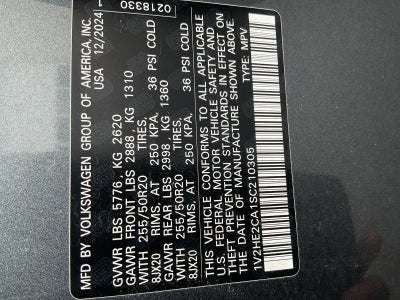 MFD BY VOLKSWAGEN GROUP OF AMERICA, INC.
USA 12/2024
0218330
GVWR LBS 5776, KG 2620
GAWR FRONT LBS 2888 KG 1310
WITH 255/50R20 TIRES,
8JX20 RIMS, AT 250 KPA, 36 PSI COLD
GAWR REAR LBS 2998 KG 1360
WITH 255/50R20 TIRES,
8JX20 RIMS, AT 250 KPA, 36 PSI COLD
THIS VEHICLE CONFORMS TO ALL APPLICABLE
U.S. FEDERAL MOTOR VEHICLE SAFETY AND
THEFT PREVENTION STANDARDS IN EFFECT ON
THE DATE OF MANUFACTURE SHOWN ABOVE.
1V2HE2CA1SC210305 TYPE: MPV